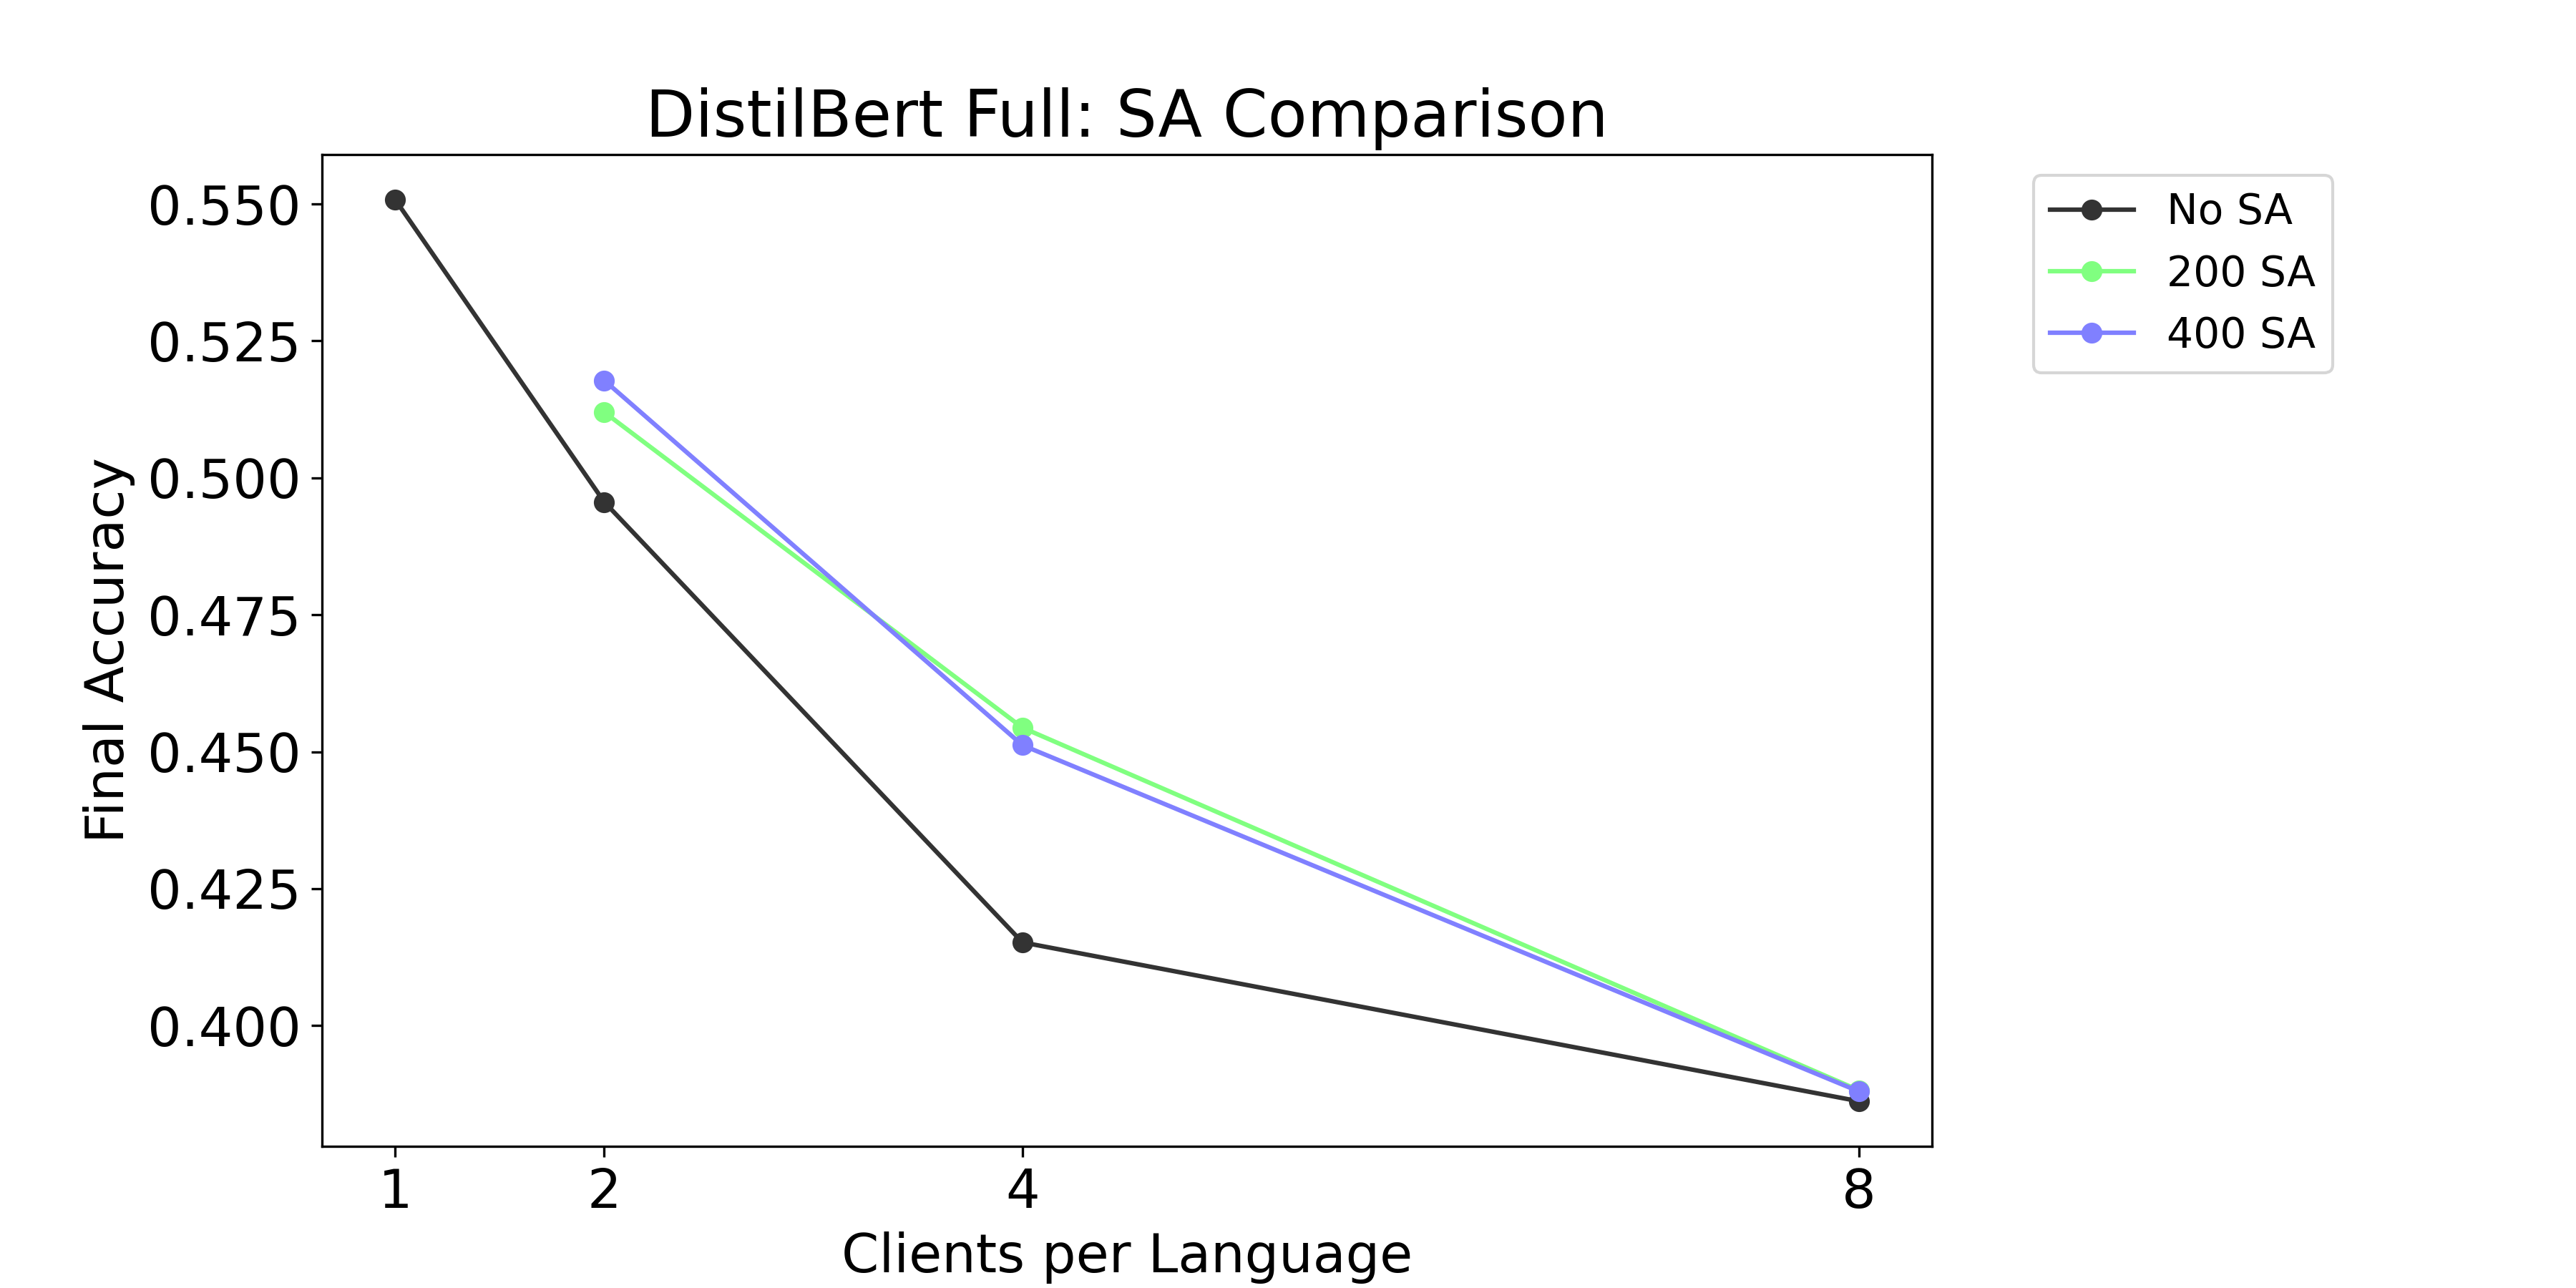 DistilBert Full: SA Comparison
No SA
200 SA
400 SA
Final Accuracy
0.550
0.525
0.500
0.475
0.450
0.425
0.400
1 2 4 8
Clients per Language